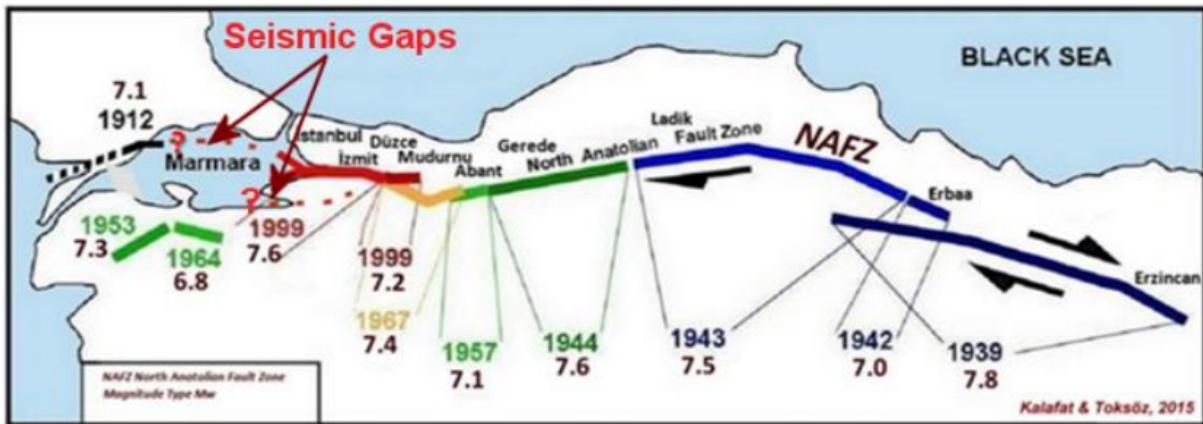 Seismic Gaps
BLACK SEA
7.1
1912
?
Marmara
?
İstanbul
İzmit
Düzce
Mudurnu
Abant
Gerede
North Anatolian
Ladik
Fault Zone
NAFZ
Erbaa
Erzincan
1953
7.3
1964
6.8
1999
7.6
1999
7.2
1967
7.4
1957
7.1
1944
7.6
1943
7.5
1942
7.0
1939
7.8
NAFZ North Anatolian Fault Zone
Magnitude Type Mw
Kalafat & Toksöz, 2015